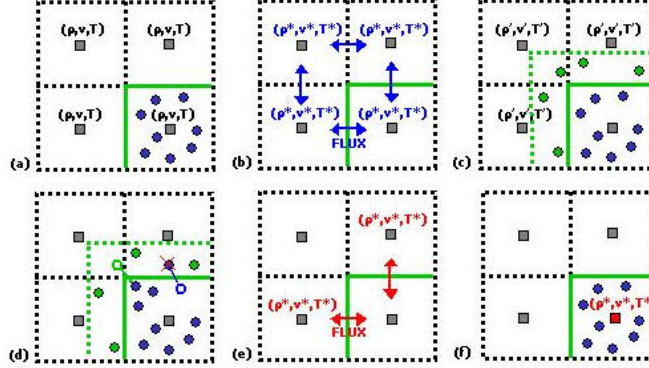 (ρ,v,T) (ρ,v,T)
(ρ,v,T) (ρ,v,T)
(a)
(ρ*,v*,T*) (ρ*,v*,T*)
(ρ*,v*,T*) (ρ*,v*,T*)
FLUX
(b)
(ρ',v',T') (ρ',v',T')
(ρ',v',T')
(c)
(d)
(ρ*,v*,T*)
(ρ*,v*,T*)
FLUX
(e)
(ρ*,v*,T*)
(f)